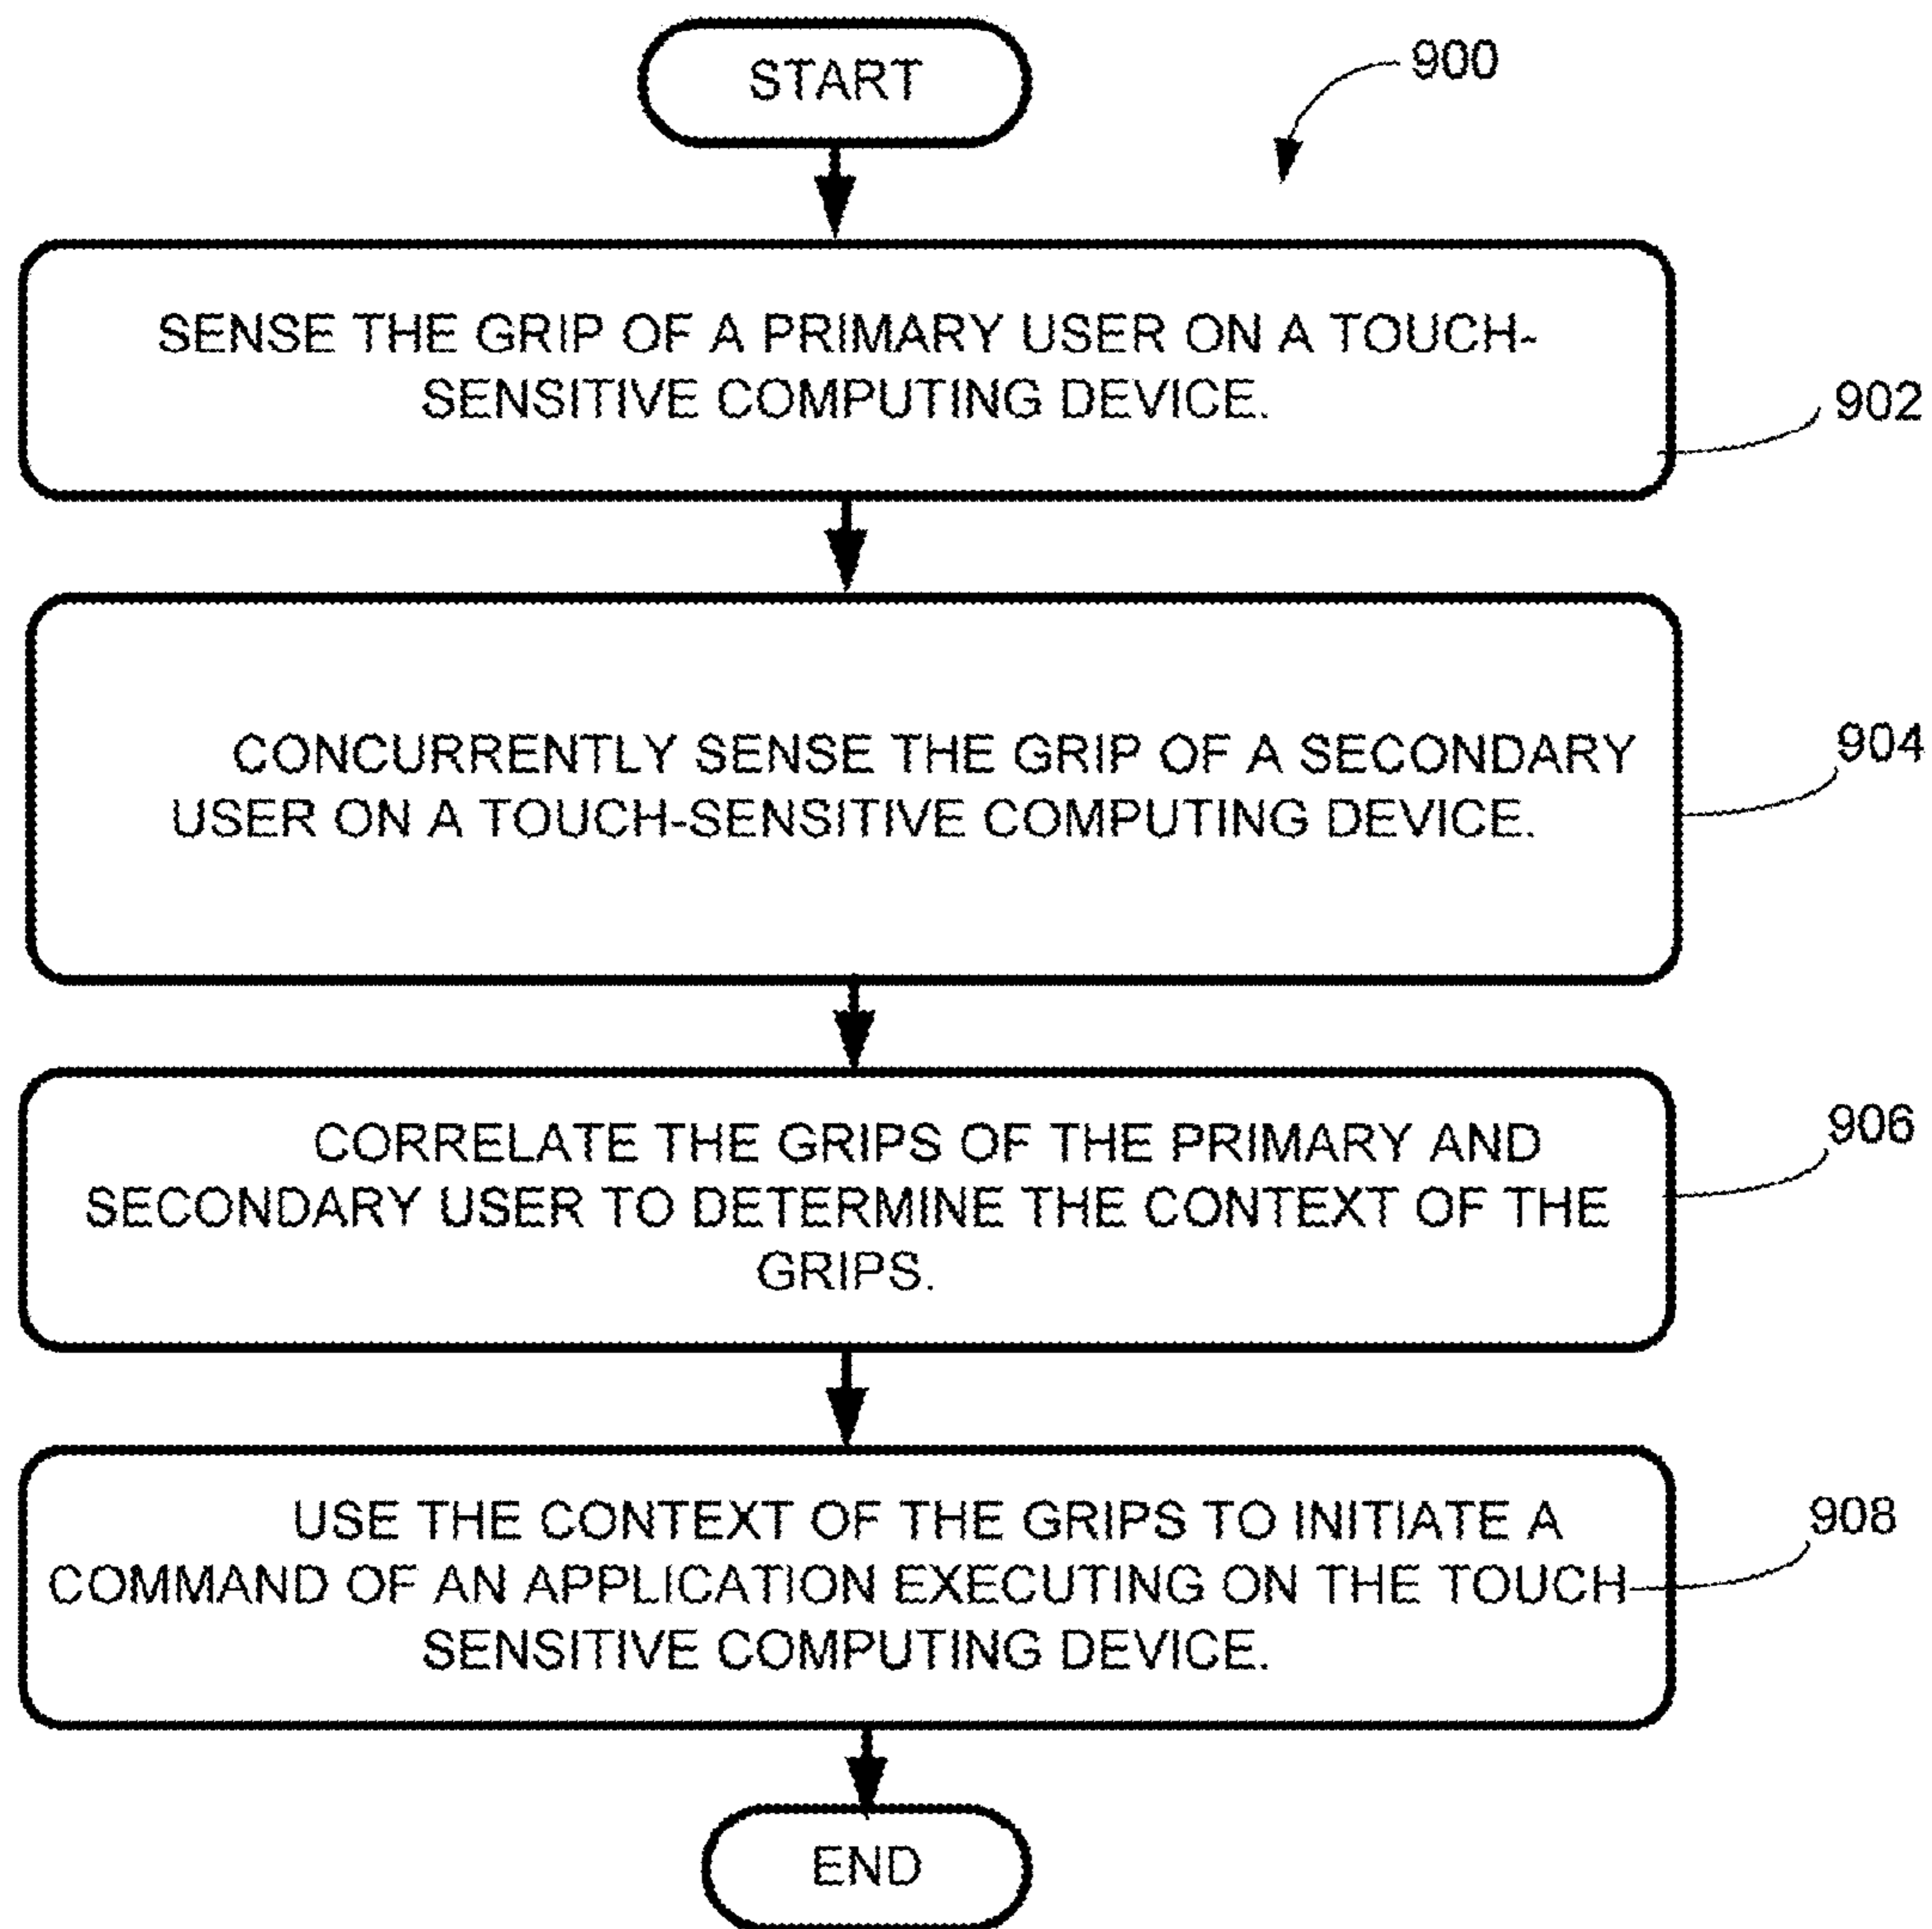 START
900
SENSE THE GRIP OF A PRIMARY USER ON A TOUCH-
SENSITIVE COMPUTING DEVICE.
902
CONCURRENTLY SENSE THE GRIP OF A SECONDARY
USER ON A TOUCH-SENSITIVE COMPUTING DEVICE.
904
CORRELATE THE GRIPS OF THE PRIMARY AND
SECONDARY USER TO DETERMINE THE CONTEXT OF THE
GRIPS.
906
USE THE CONTEXT OF THE GRIPS TO INITIATE A
COMMAND OF AN APPLICATION EXECUTING ON THE TOUCH
SENSITIVE COMPUTING DEVICE.
908
END